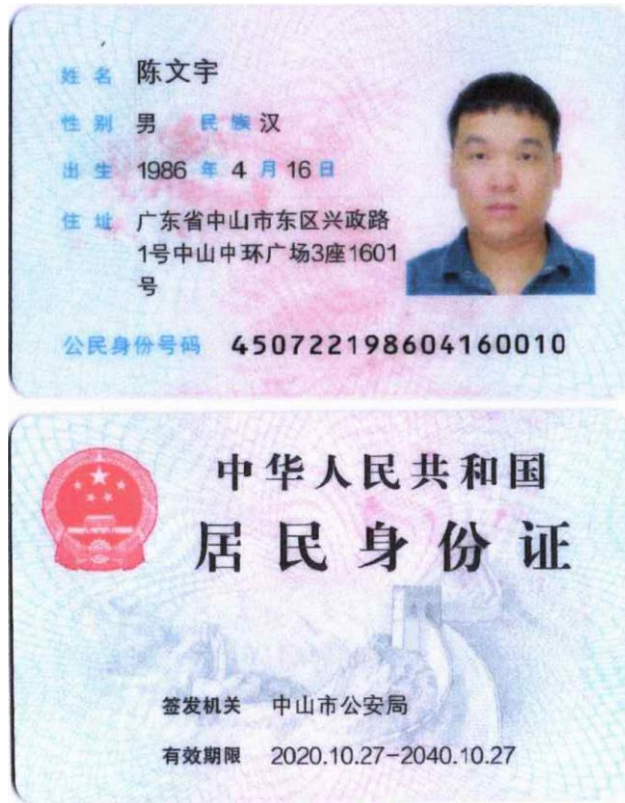 姓名 陈文宇
性别 男 民族 汉
出生 1986 年 4 月 16 日
住址 广东省中山市东区兴政路
1号中山中环广场3座1601
号
公民身份号码 450722198604160010
中华人民共和国
居民身份证
签发机关 中山市公安局
有效期限 2020.10.27-2040.10.27